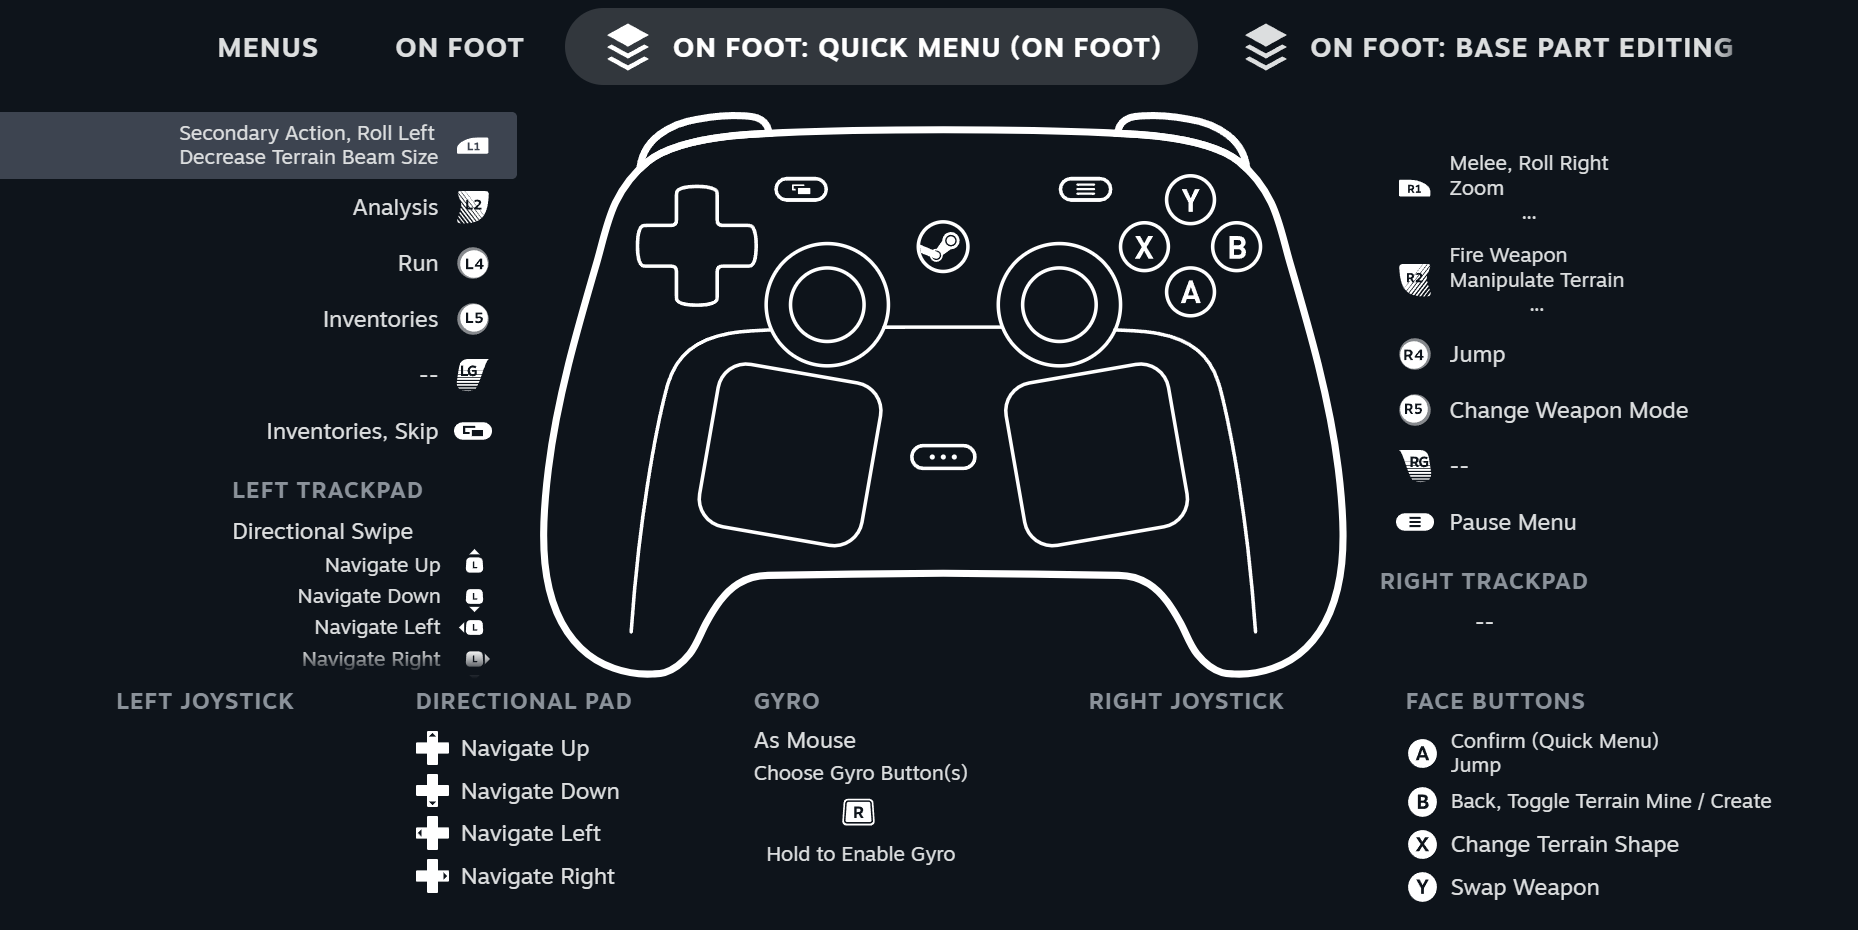 MENUS
ON FOOT
ON FOOT: QUICK MENU (ON FOOT)
ON FOOT: BASE PART EDITING
Secondary Action, Roll Left
Decrease Terrain Beam Size
L1
Analysis
L2
Run
L4
Inventories
L5
--
LG
Inventories, Skip
LEFT TRACKPAD
Directional Swipe
Navigate Up
L
Navigate Down
L
Navigate Left
L
Navigate Right
L
Y
X
B
A
R1
Melee, Roll Right
Zoom
...
R2
Fire Weapon
Manipulate Terrain
...
R4
Jump
R5
Change Weapon Mode
RG
--
Pause Menu
RIGHT TRACKPAD
--
LEFT JOYSTICK
DIRECTIONAL PAD
Navigate Up
Navigate Down
Navigate Left
Navigate Right
GYRO
As Mouse
Choose Gyro Button(s)
R
Hold to Enable Gyro
RIGHT JOYSTICK
FACE BUTTONS
A
Confirm (Quick Menu)
Jump
B
Back, Toggle Terrain Mine / Create
X
Change Terrain Shape
Y
Swap Weapon